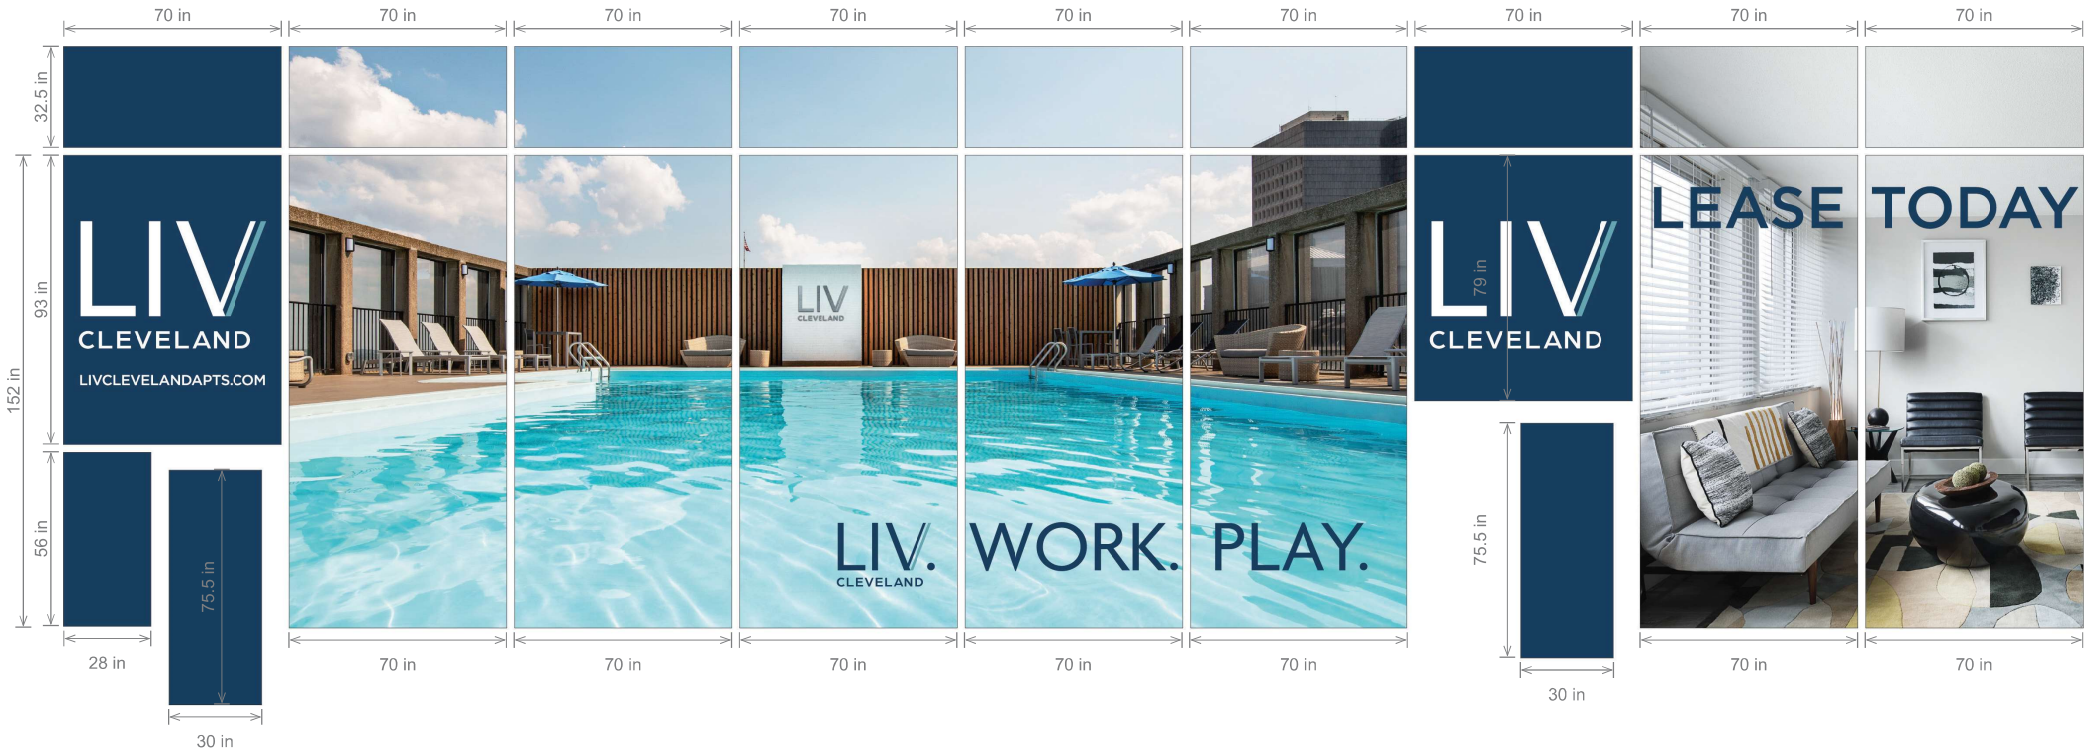 70 in 70 in 70 in 70 in 70 in 70 in 70 in 70 in 70 in
32.5 in
152 in
93 in
LIV
CLEVELAND
LIVCLEVELANDAPTS.COM
56 in
28 in
75.5 in
30 in
LIV
CLEVELAND
LIV. WORK. PLAY.
CLEVELAND
70 in 70 in 70 in 70 in 70 in
LIV
CLEVELAND
79 in
75.5 in
30 in
LEASE TODAY
70 in 70 in